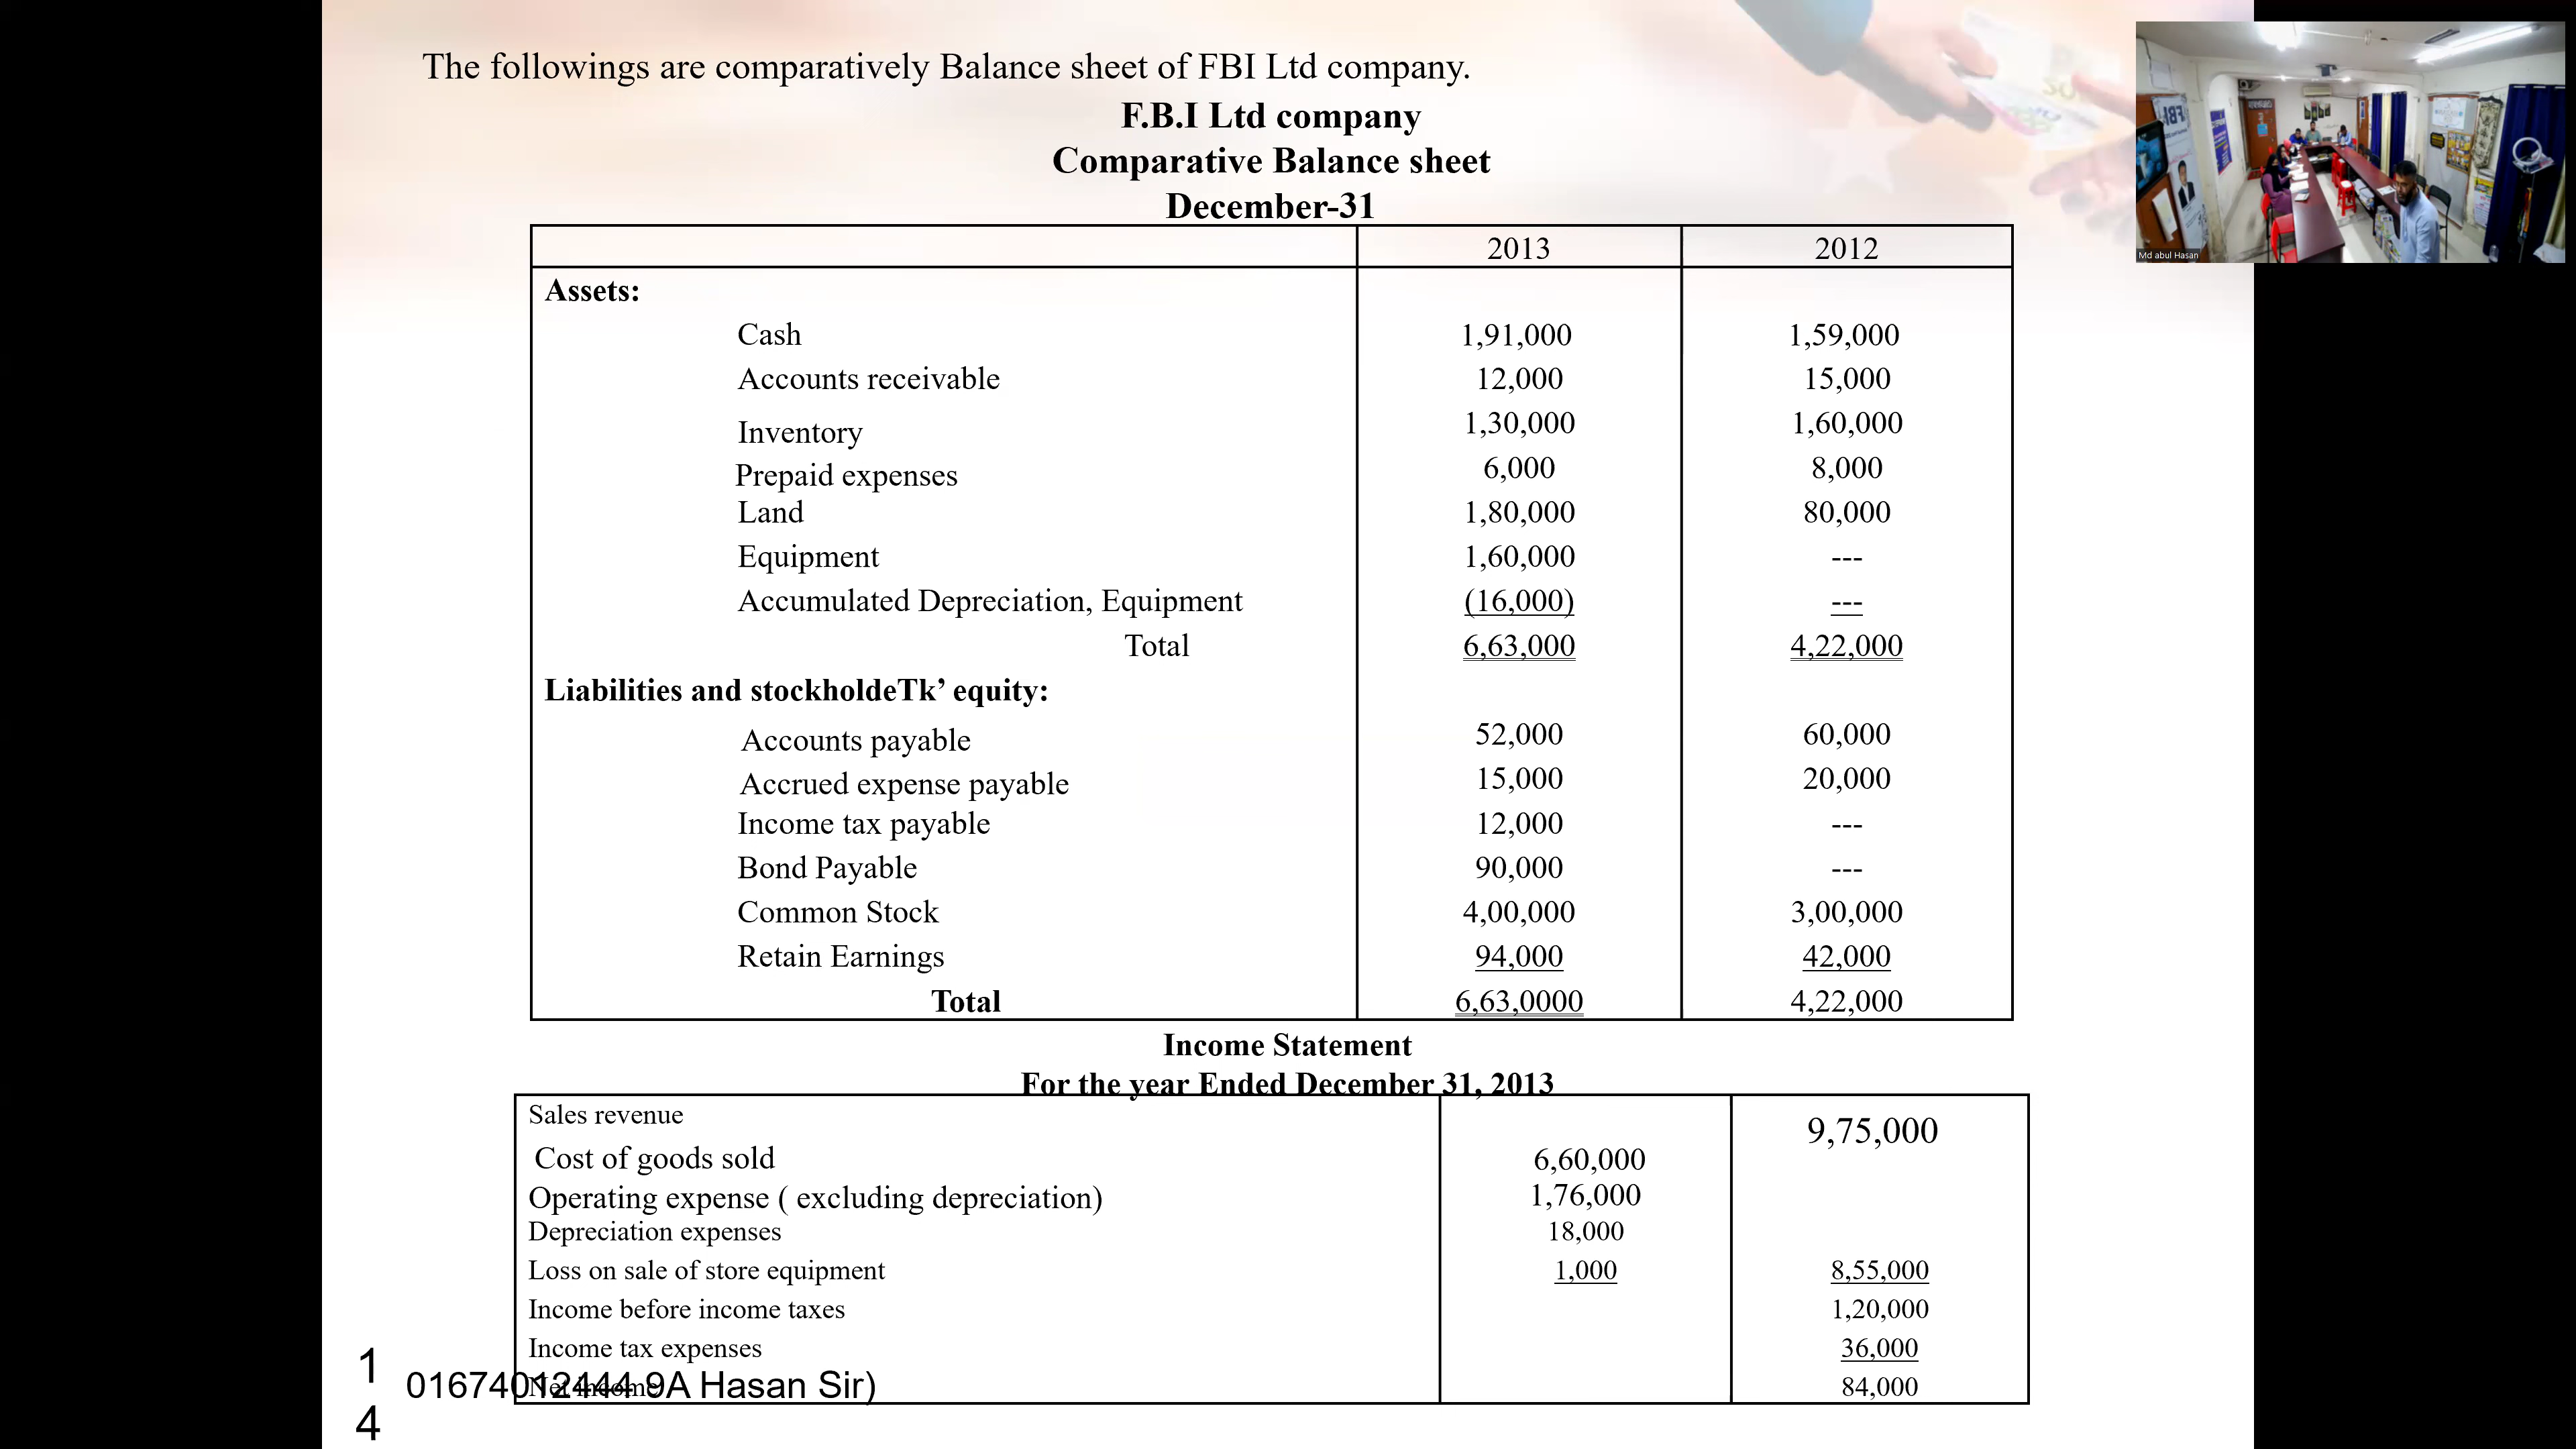 The followings are comparatively Balance sheet of FBI Ltd company.
F.B.I Ltd company
Comparative Balance sheet
December-31
2013 2012
Assets:
Cash 1,91,000 1,59,000
Accounts receivable 12,000 15,000
Inventory 1,30,000 1,60,000
Prepaid expenses 6,000 8,000
Land 1,80,000 80,000
Equipment 1,60,000 ---
Accumulated Depreciation, Equipment (16,000) ---
Total 6,63,000 4,22,000
Liabilities and stockholdeTk’ equity:
Accounts payable 52,000 60,000
Accrued expense payable 15,000 20,000
Income tax payable 12,000 ---
Bond Payable 90,000 ---
Common Stock 4,00,000 3,00,000
Retain Earnings 94,000 42,000
Total 6,63,0000 4,22,000
Income Statement
For the year Ended December 31, 2013
Sales revenue 9,75,000
Cost of goods sold 6,60,000
Operating expense ( excluding depreciation) 1,76,000
Depreciation expenses 18,000
Loss on sale of store equipment 1,000 8,55,000
Income before income taxes 1,20,000
Income tax expenses 36,000
Net income 84,000
01674012444 9A Hasan Sir)
14
Md abul Hasan
FBI